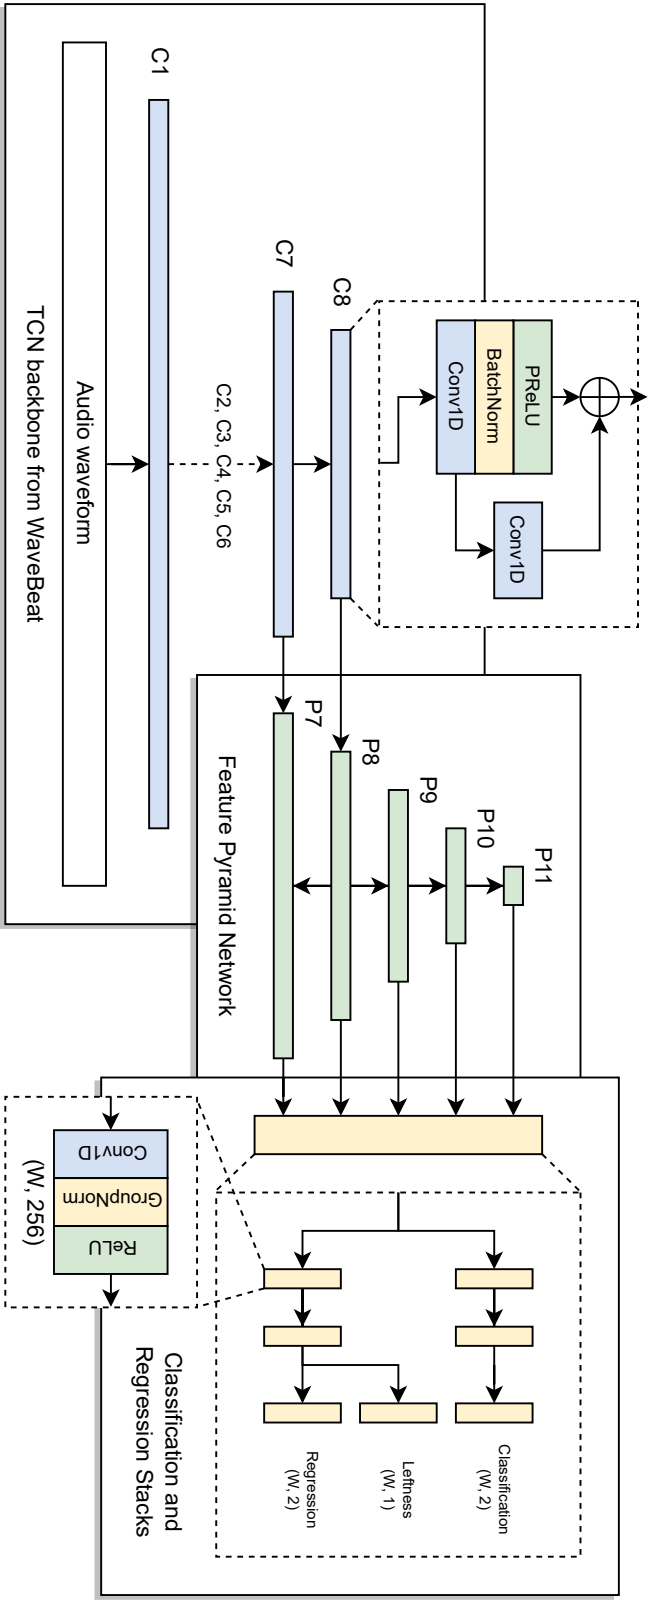 TCN backbone from WaveBeat
Audio waveform
C1
C2, C3, C4, C5, C6
C7
C8
Conv1D
BatchNorm
PReLU
Conv1D
Feature Pyramid Network
P7
P8
P9
P10
P11
Classification and
Regression Stacks
Conv1D
GroupNorm
ReLU
(W, 256)
Classification
(W, 2)
Leftness
(W, 1)
Regression
(W, 2)